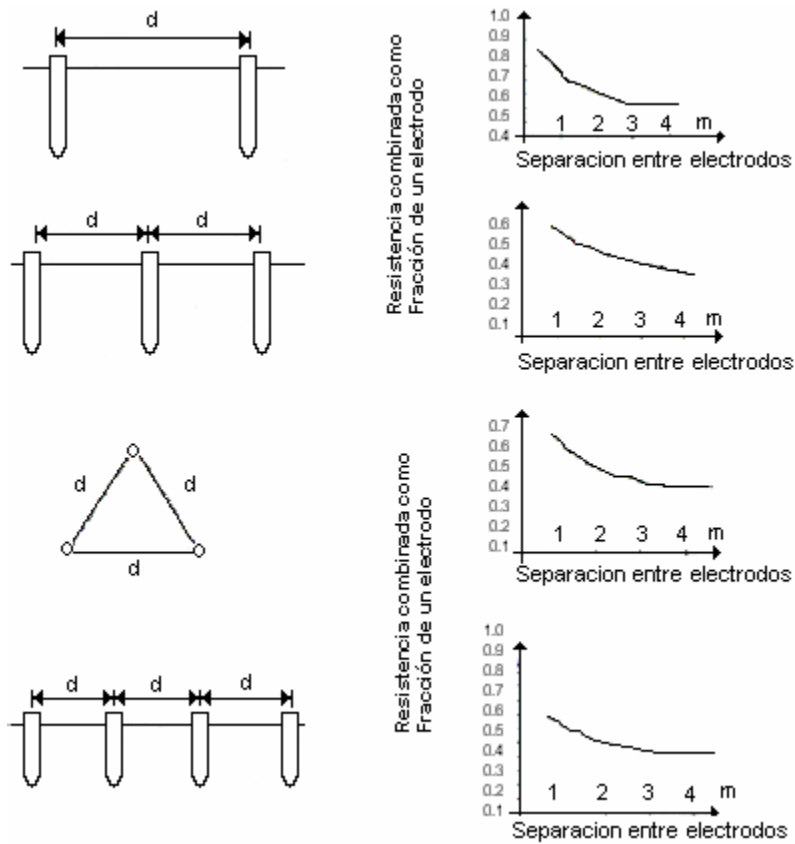 d
Resistencia combinada como
Fracción de un electrodo
1.0
0.9
0.8
0.7
0.6
0.5
0.4
1 2 3 4 m
Separacion entre electrodos
d d
0.6
0.5
0.4
0.3
0.2
0.1
1 2 3 4 m
Separacion entre electrodos
d d
d
Resistencia combinada como
Fracción de un electrodo
0.7
0.6
0.5
0.4
0.3
0.2
0.1
1 2 3 4 m
Separacion entre electrodos
d d d
1.0
0.9
0.8
0.7
0.6
0.5
0.4
0.3
0.2
0.1
1 2 3 4 m
Separacion entre electrodos